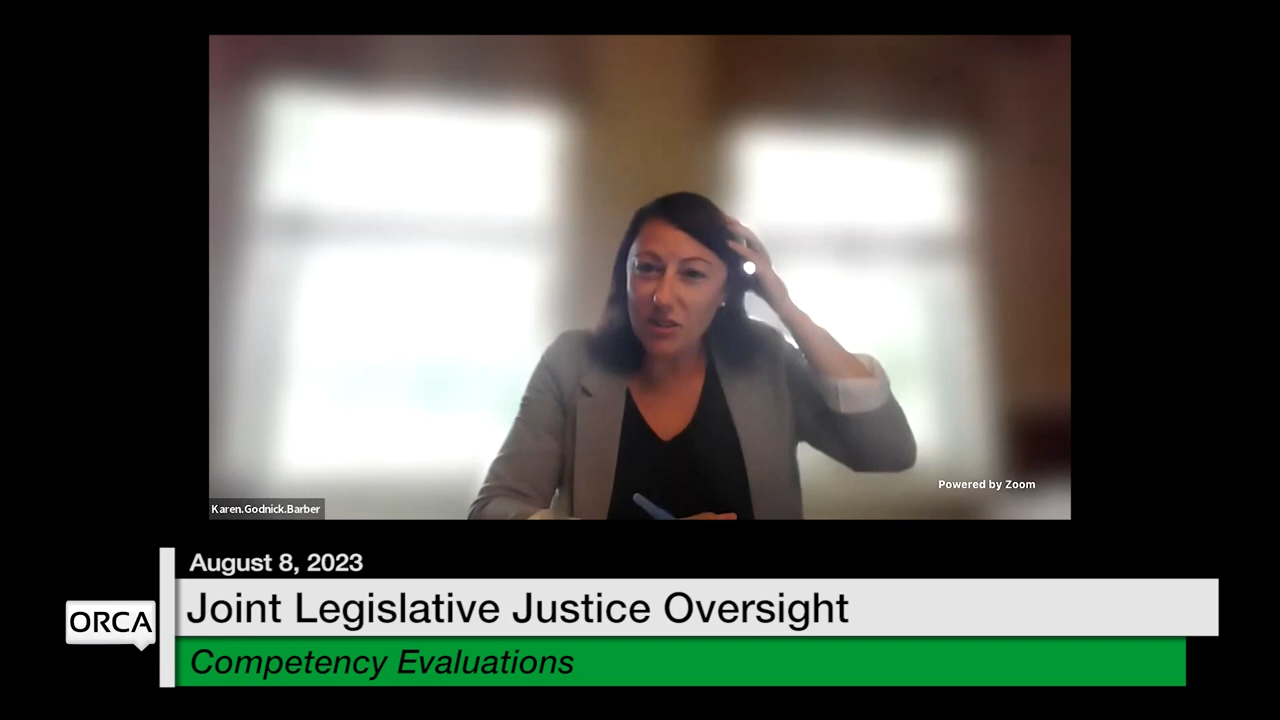 Powered by Zoom
Karen.Godnick.Barber
August 8, 2023
Joint Legislative Justice Oversight
ORCA
Competency Evaluations